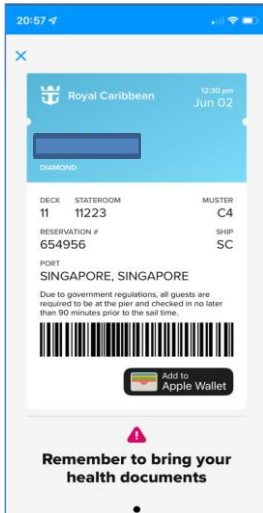 20:57
×
Royal Caribbean
12:30 pm
Jun 02
DIAMOND
DECK STATEROOM MUSTER
11 11223 C4
RESERVATION # SHIP
654956 SC
PORT
SINGAPORE, SINGAPORE
Due to government regulations, all guests are
required to be at the pier and checked in no later
than 90 minutes prior to the sail time.
Add to
Apple Wallet
Remember to bring your
health documents